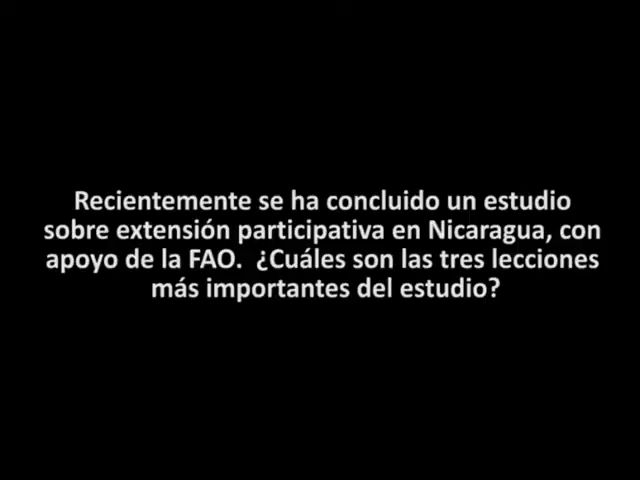 Recientemente se ha concluido un estudio
sobre extensión participativa en Nicaragua, con
apoyo de la FAO.  ¿Cuáles son las tres lecciones
más importantes del estudio?